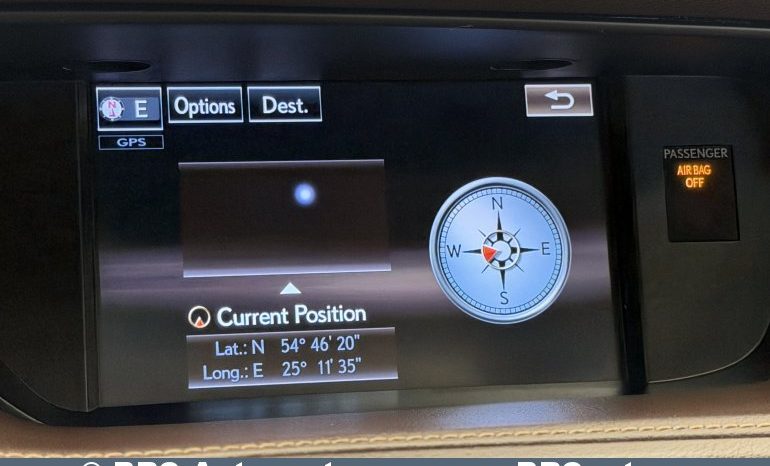 N E Options Dest.
GPS
PASSENGER
AIR BAG
OFF
N
W E
S
Current Position
Lat.: N 54° 46' 20"
Long.: E 25° 11' 35"